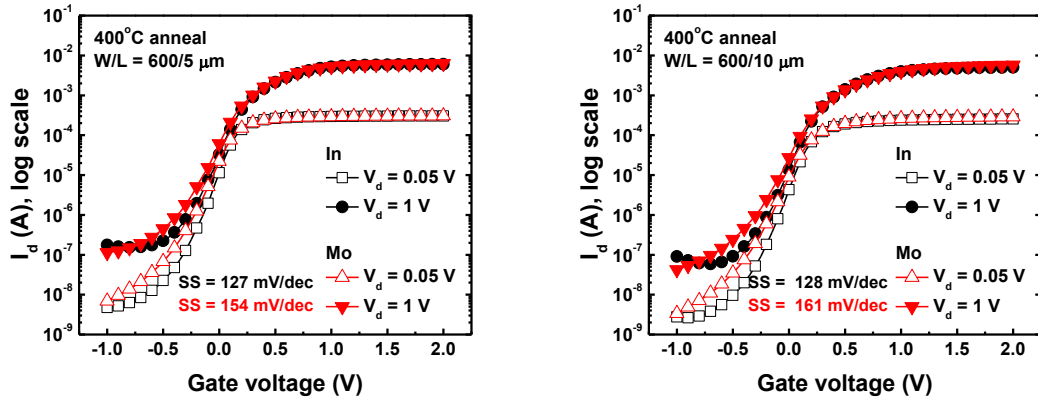 400°C anneal
W/L = 600/5 μm
In
V_d = 0.05 V
V_d = 1 V
Mo
V_d = 0.05 V
V_d = 1 V
SS = 127 mV/dec
SS = 154 mV/dec
10^-2
10^-1
10^-2
10^-3
10^-4
10^-5
10^-6
10^-7
10^-8
10^-9
I_d (A), log scale
-1.0 -0.5 0.0 0.5 1.0 1.5 2.0
Gate voltage (V)
400°C anneal
W/L = 600/10 μm
In
V_d = 0.05 V
V_d = 1 V
Mo
V_d = 0.05 V
V_d = 1 V
SS = 128 mV/dec
SS = 161 mV/dec
10^-1
10^-2
10^-3
10^-4
10^-5
10^-6
10^-7
10^-8
10^-9
I_d (A), log scale
-1.0 -0.5 0.0 0.5 1.0 1.5 2.0
Gate voltage (V)